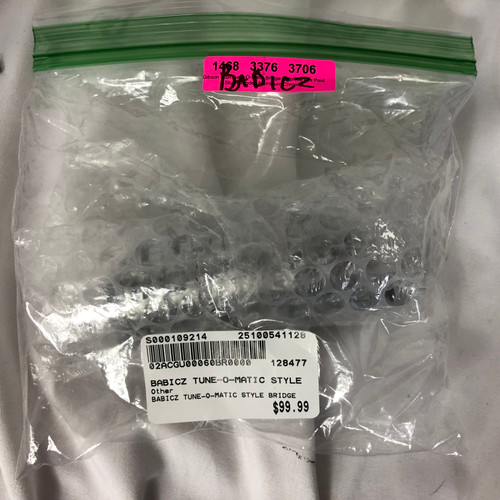 1468 3376 3706
BABICZ
S000109214 25100541128
02ACGU00060BR0000 128477
BABICZ TUNE-O-MATIC STYLE
Other
BABICZ TUNE-O-MATIC STYLE BRIDGE
$99.99